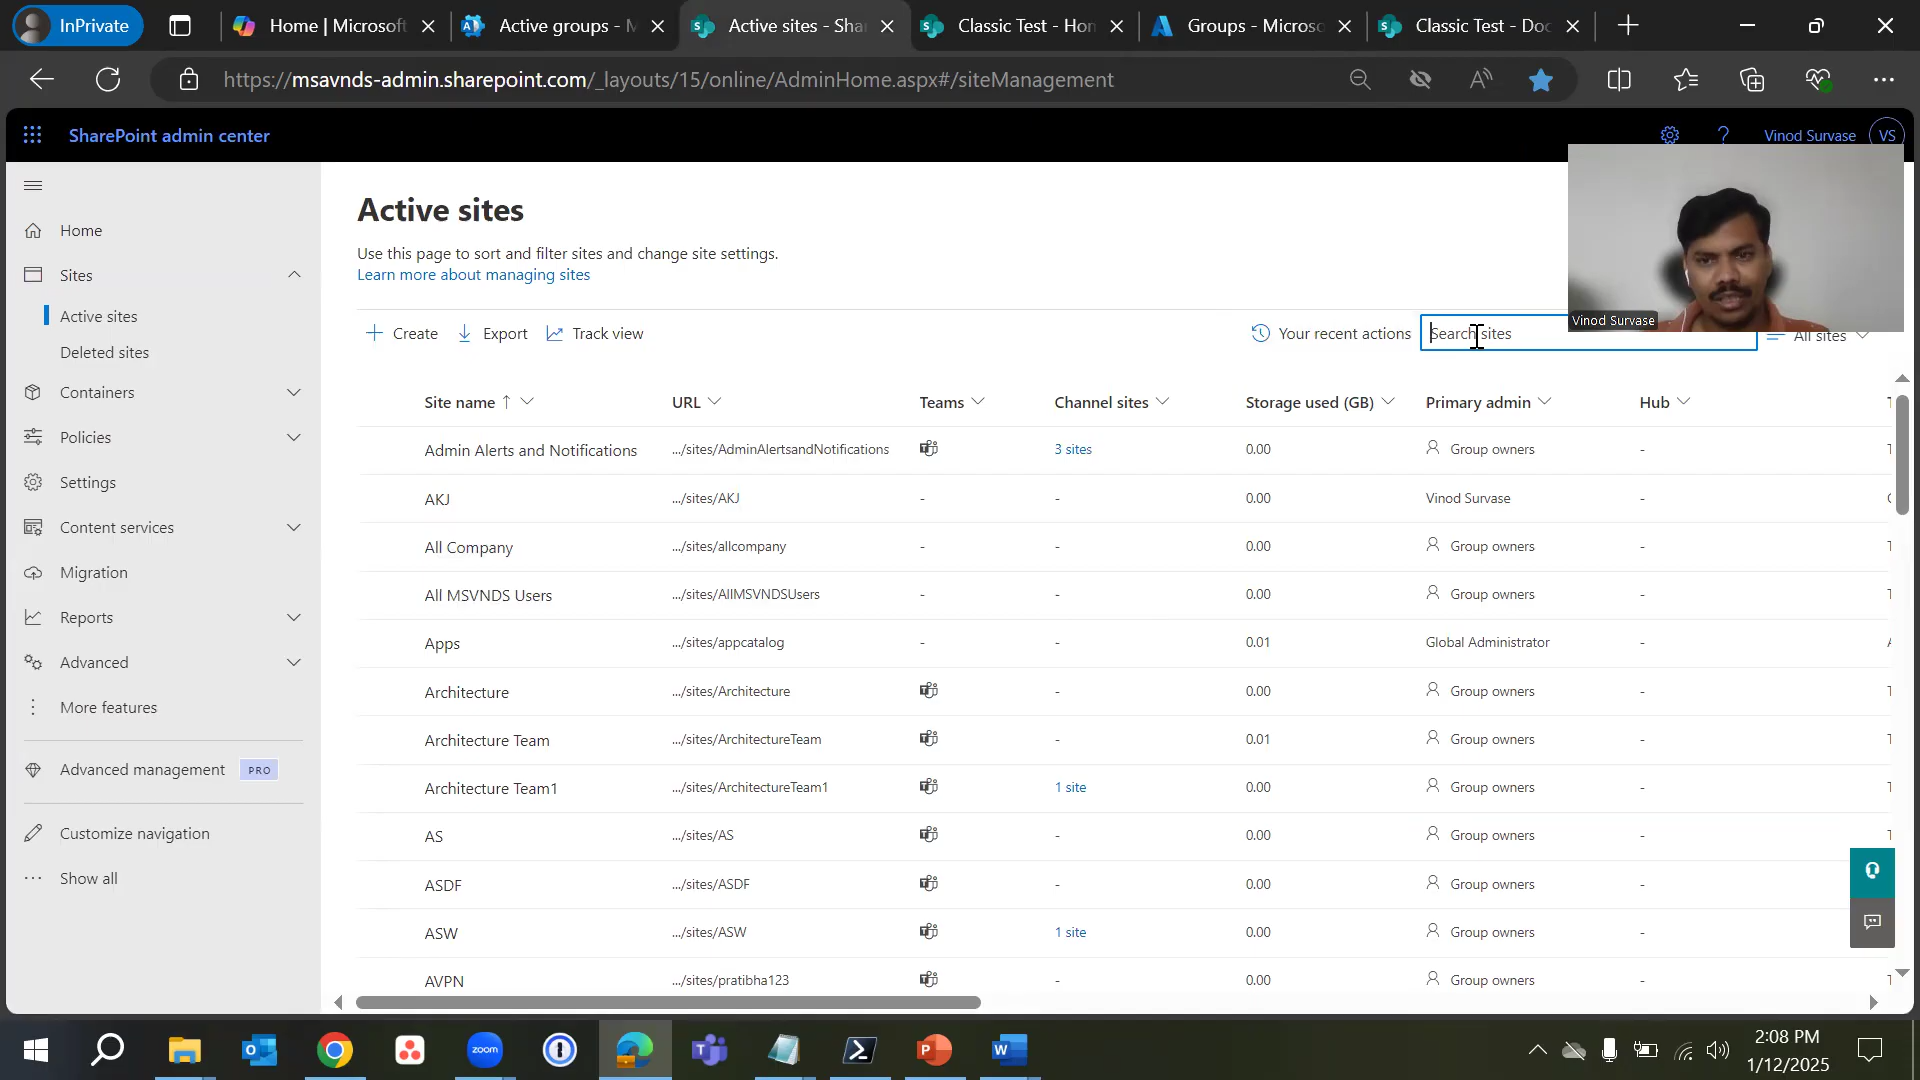 InPrivate
Home | Microsoft
Active groups - M
Active sites - Shar
Classic Test - Hom
Groups - Microso
Classic Test - Doc
https://msavnds-admin.sharepoint.com/_layouts/15/online/AdminHome.aspx#/siteManagement
SharePoint admin center
Vinod Survase
VS
Home
Sites
Active sites
Deleted sites
Containers
Policies
Settings
Content services
Migration
Reports
Advanced
More features
Advanced management PRO
Customize navigation
Show all
Active sites
Use this page to sort and filter sites and change site settings.
Learn more about managing sites
Create
Export
Track view
Your recent actions
Search sites
All sites
Vinod Survase
Site name ↑ URL Teams Channel sites Storage used (GB) Primary admin Hub
Admin Alerts and Notifications .../sites/AdminAlertsandNotifications 3 sites 0.00 Group owners -
AKJ .../sites/AKJ - - 0.00 Vinod Survase -
All Company .../sites/allcompany - - 0.00 Group owners -
All MSVNDS Users .../sites/AllMSVNDSUsers - - 0.00 Group owners -
Apps .../sites/appcatalog - - 0.01 Global Administrator -
Architecture .../sites/Architecture - 0.00 Group owners -
Architecture Team .../sites/ArchitectureTeam - 0.01 Group owners -
Architecture Team1 .../sites/ArchitectureTeam1 1 site 0.00 Group owners -
AS .../sites/AS - 0.00 Group owners -
ASDF .../sites/ASDF - 0.00 Group owners -
ASW .../sites/ASW 1 site 0.00 Group owners -
AVPN .../sites/pratibha123 - 0.00 Group owners -
zoom
2:08 PM
1/12/2025